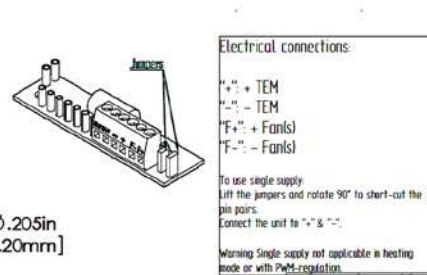 Jumpers
Electrical connections:
"+": + TEM
"-": - TEM
"F+": + Fan(s)
"F-": - Fan(s)
To use single supply:
Lift the jumpers and rotate 90° to short-cut the
pin pairs.
Connect the unit to "+" & "-".
Warning Single supply not applicable in heating
mode or with PWM-regulation.
.205in
.20mm]